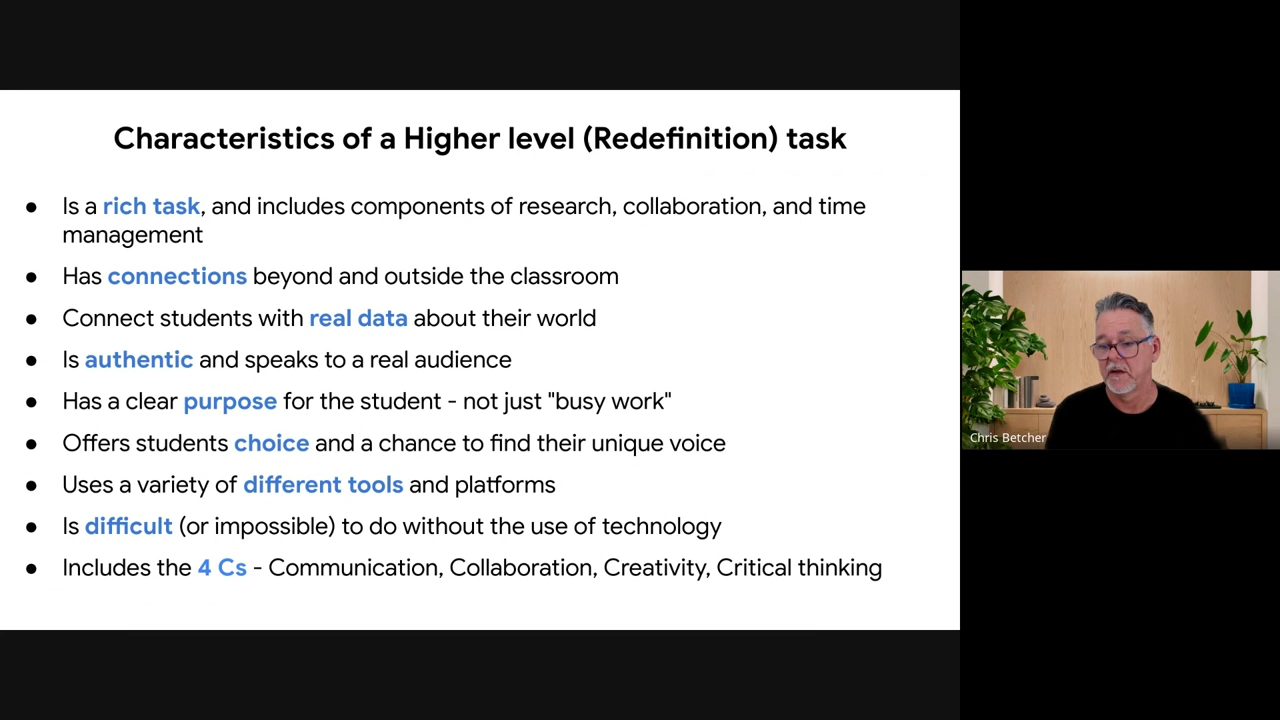 Characteristics of a Higher level (Redefinition) task
● Is a rich task, and includes components of research, collaboration, and time
management
● Has connections beyond and outside the classroom
● Connect students with real data about their world
● Is authentic and speaks to a real audience
● Has a clear purpose for the student - not just "busy work"
● Offers students choice and a chance to find their unique voice
● Uses a variety of different tools and platforms
● Is difficult (or impossible) to do without the use of technology
● Includes the 4 Cs - Communication, Collaboration, Creativity, Critical thinking
Chris Betcher